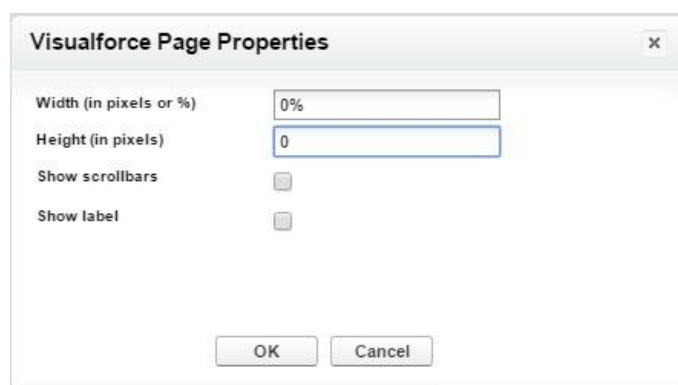 Visualforce Page Properties
Width (in pixels or %) 0%
Height (in pixels) 0
Show scrollbars
Show label
OK Cancel